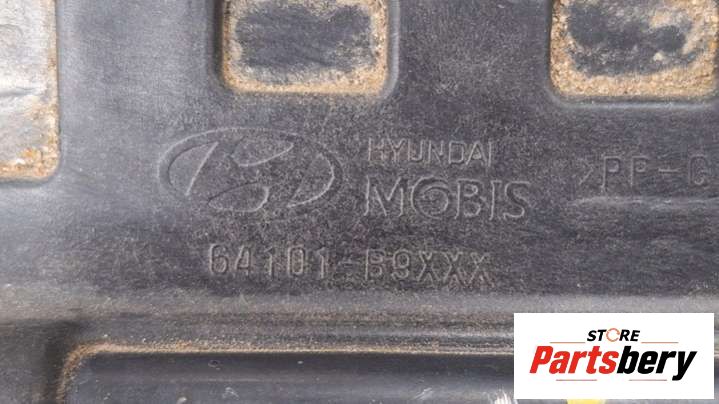 HYUNDAI
MOBIS
>PP-G
64101-B9XXX
STORE
Partsbery